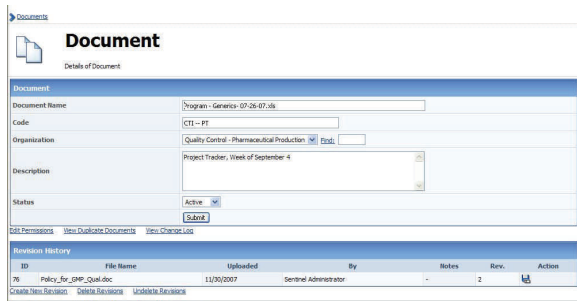 Documents
Document
Details of Document
Document
Document Name Program - Generics- 07-26-07.xls
Code CTI -- PT
Organization Quality Control - Pharmaceutical Production Find:
Description Project Tracker, Week of September 4
Status Active
Submit
Edit Permissions View Duplicate Documents View Change Log
Revision History
ID File Name Uploaded By Notes Rev. Action
76 Policy_for_GMP_Qual.doc 11/30/2007 Sentinel Administrator - 2
Create New Revision Delete Revisions Undelete Revisions